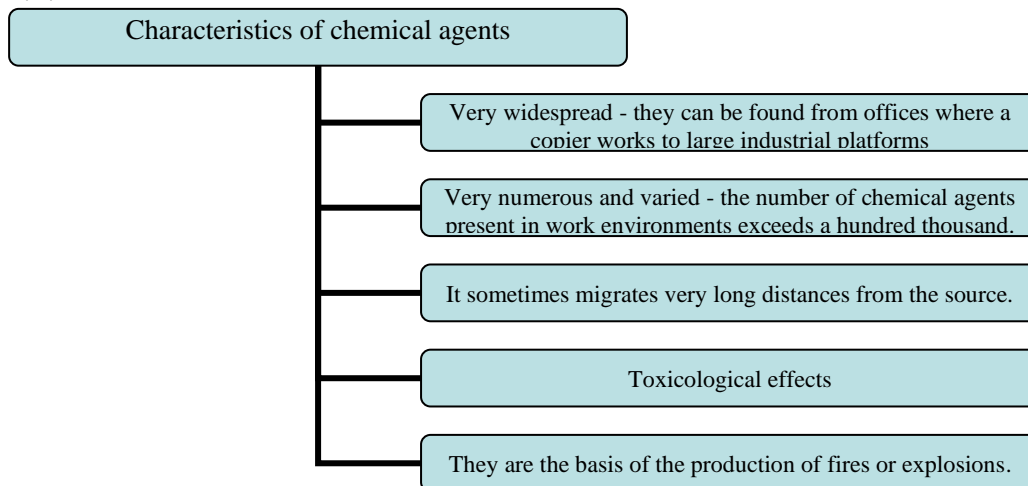 Characteristics of chemical agents
Very widespread - they can be found from offices where a
copier works to large industrial platforms
Very numerous and varied - the number of chemical agents
present in work environments exceeds a hundred thousand.
It sometimes migrates very long distances from the source.
Toxicological effects
They are the basis of the production of fires or explosions.